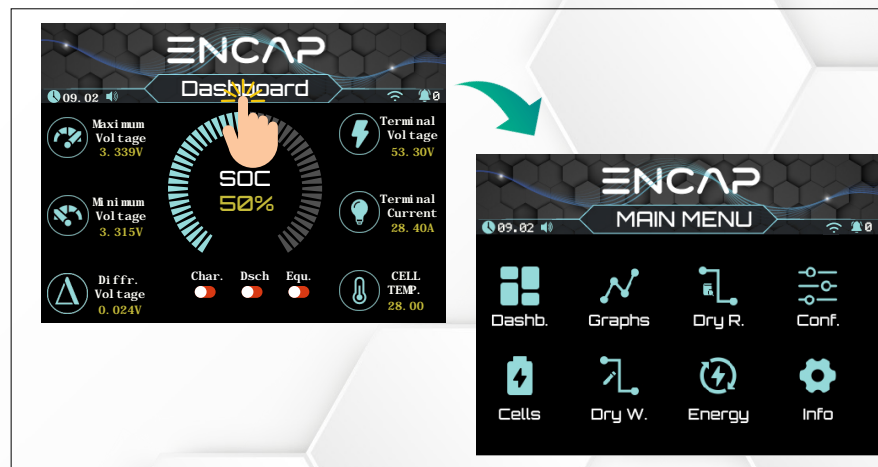 ENCAP
Dashboard
09.02
0
Maximum
Voltage
3.339V
Terminal
Voltage
53.30V
SOC
50%
Minimum
Voltage
3.315V
Terminal
Current
28.40A
Diffr.
Voltage
0.024V
Char. Dsch Equ.
CELL
TEMP.
28.00
ENCAP
MAIN MENU
09.02
0
Dashb. Graphs Dry R. Conf.
Cells Dry W. Energy Info